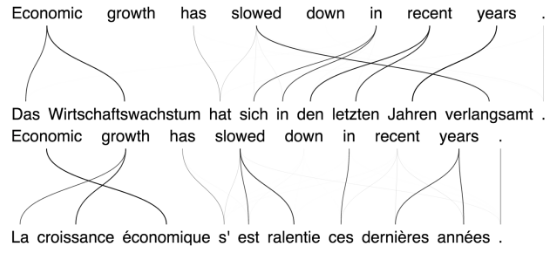 Economic growth has slowed down in recent years .
Das Wirtschaftswachstum hat sich in den letzten Jahren verlangsamt .
Economic growth has slowed down in recent years .
La croissance économique s' est ralentie ces dernières années .